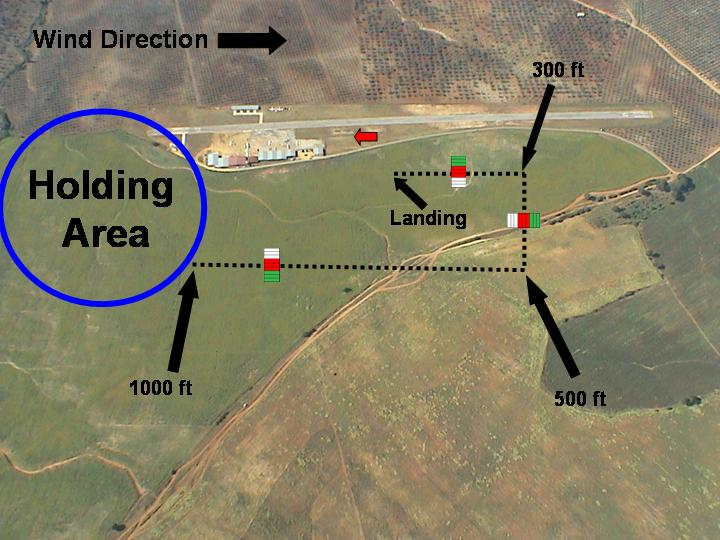 Wind Direction
300 ft
Holding
Area
Landing
1000 ft
500 ft